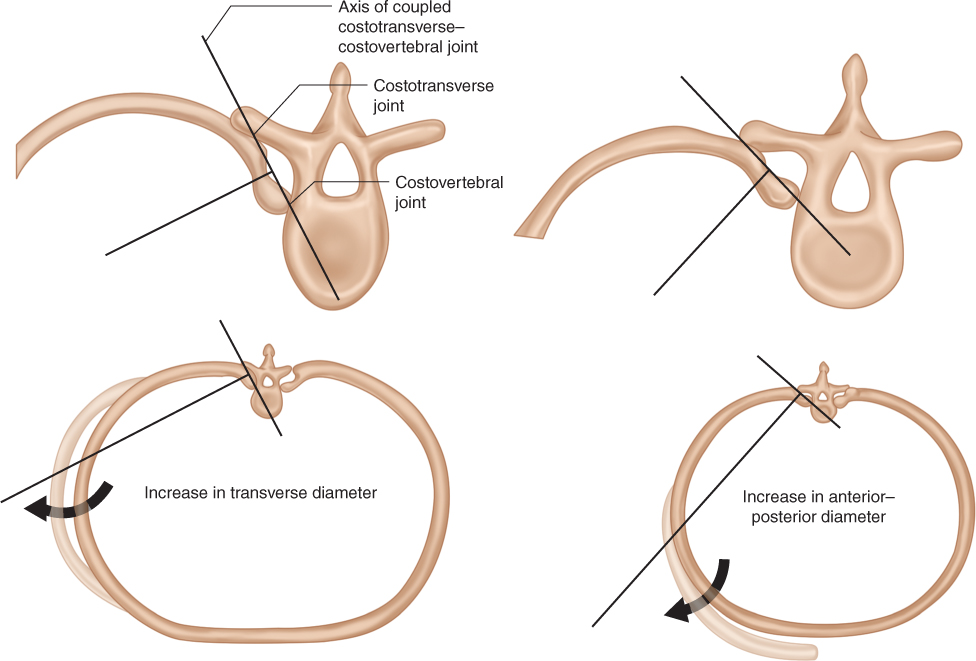 Axis of coupled
costotransverse–
costovertebral joint
Costotransverse
joint
Costovertebral
joint
Increase in transverse diameter
Increase in anterior–
posterior diameter